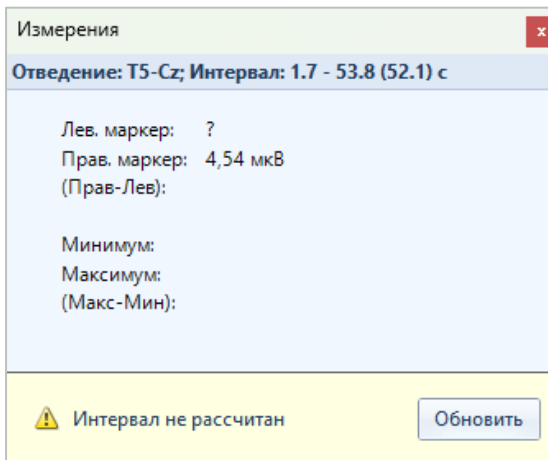 Измерения
x
Отведение: T5-Cz; Интервал: 1.7 - 53.8 (52.1) с
Лев. маркер: ?
Прав. маркер: 4,54 мкВ
(Прав-Лев):
Минимум:
Максимум:
(Макс-Мин):
Интервал не рассчитан
Обновить